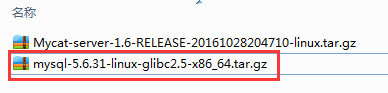 名称
Mycat-server-1.6-RELEASE-20161028204710-linux.tar.gz
mysql-5.6.31-linux-glibc2.5-x86_64.tar.gz